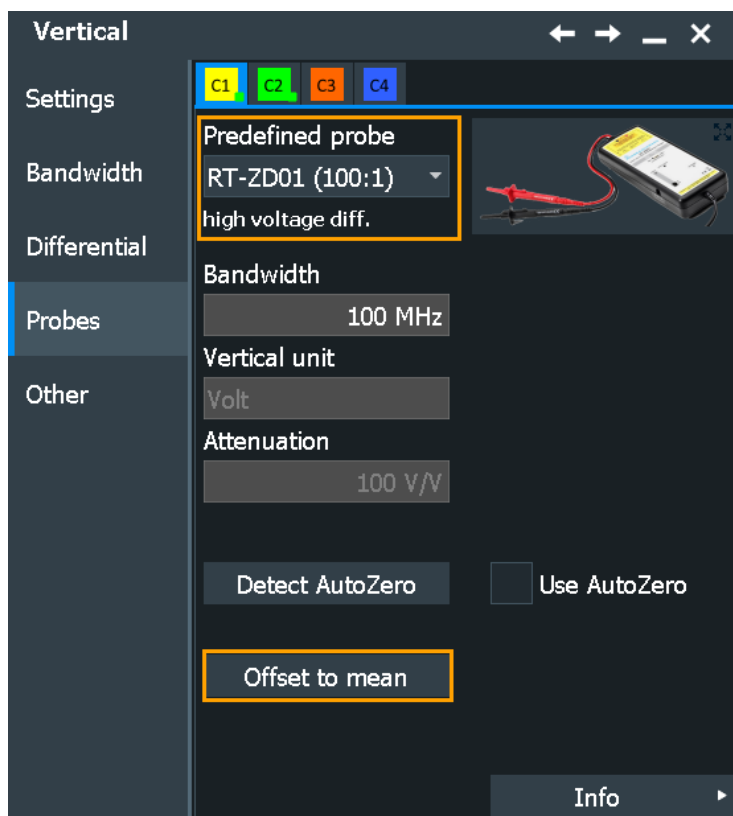 Vertical
Settings
Bandwidth
Differential
Probes
Other
C1 C2 C3 C4
Predefined probe
RT-ZD01 (100:1)
high voltage diff.
Bandwidth
100 MHz
Vertical unit
Volt
Attenuation
100 V/V
Detect AutoZero
Use AutoZero
Offset to mean
Info